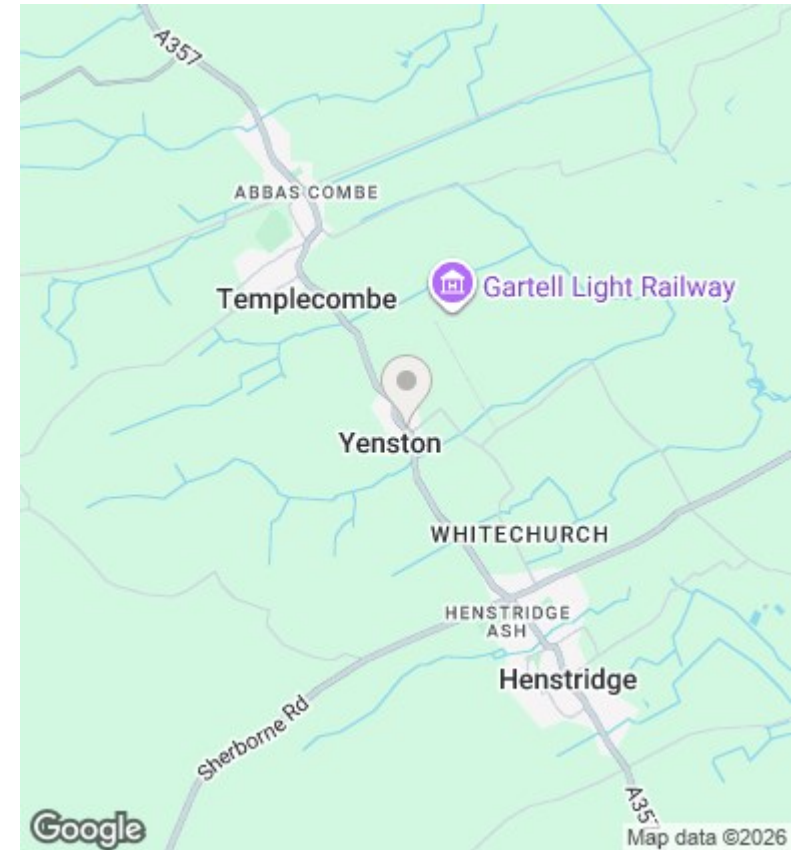 A357
ABBAS COMBE
Gartell Light Railway
Templecombe
Yenston
WHITECHURCH
HENSTRIDGE
ASH
Henstridge
Sherborne Rd
A357
Google
Map data ©2026